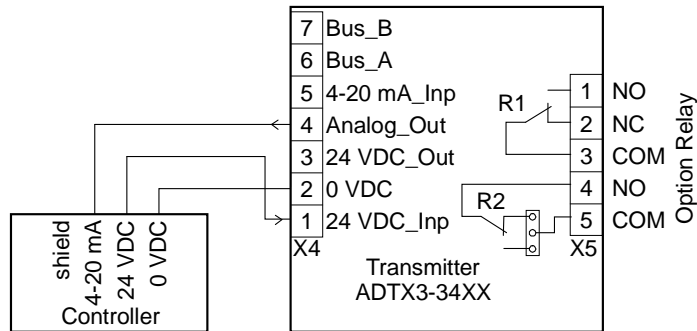 7 Bus_B
6 Bus_A
5 4-20 mA_Inp
4 Analog_Out
3 24 VDC_Out
2 0 VDC
1 24 VDC_Inp
X4
R1
R2
1 NO
2 NC
3 COM
4 NO
5 COM
X5
Option Relay
Transmitter
ADTX3-34XX
shield
4-20 mA
24 VDC
0 VDC
Controller